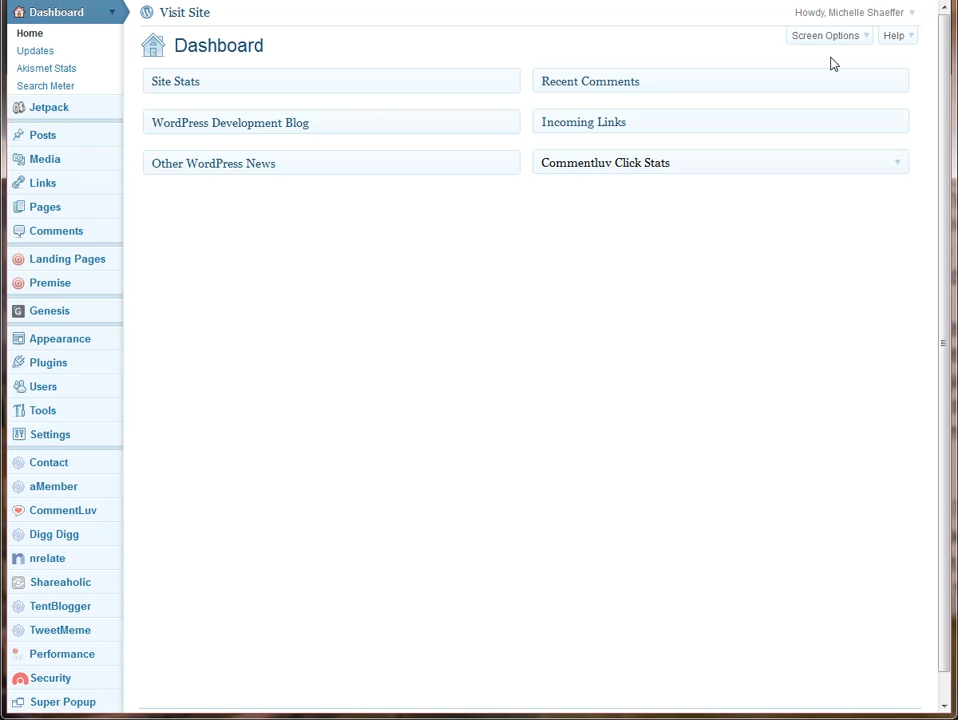 Dashboard
Home
Updates
Akismet Stats
Search Meter
Jetpack
Posts
Media
Links
Pages
Comments
Landing Pages
Premise
Genesis
Appearance
Plugins
Users
Tools
Settings
Contact
aMember
CommentLuv
Digg Digg
nrelate
Shareaholic
TentBlogger
TweetMeme
Performance
Security
Super Popup
Visit Site
Howdy, Michelle Shaeffer
Screen Options
Help
Dashboard
Site Stats
WordPress Development Blog
Other WordPress News
Recent Comments
Incoming Links
Commentluv Click Stats